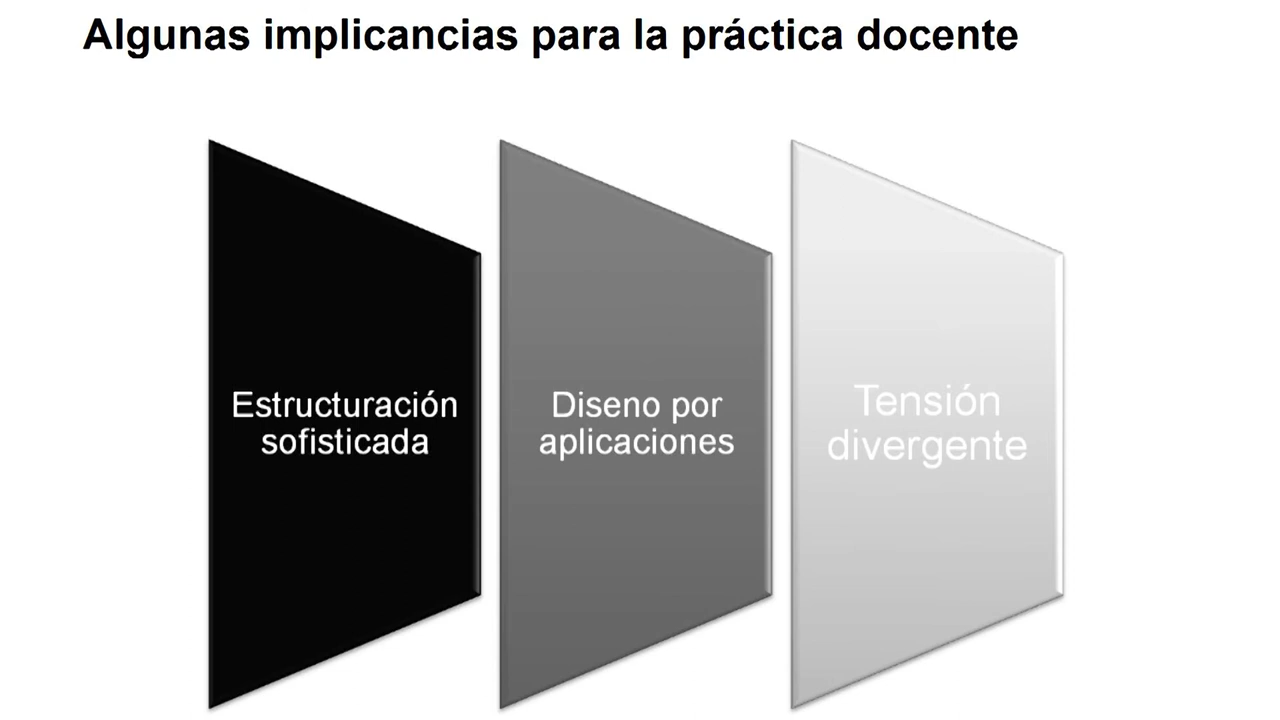 Algunas implicancias para la práctica docente
Estructuración
sofisticada
Diseno por
aplicaciones
Tensión
divergente